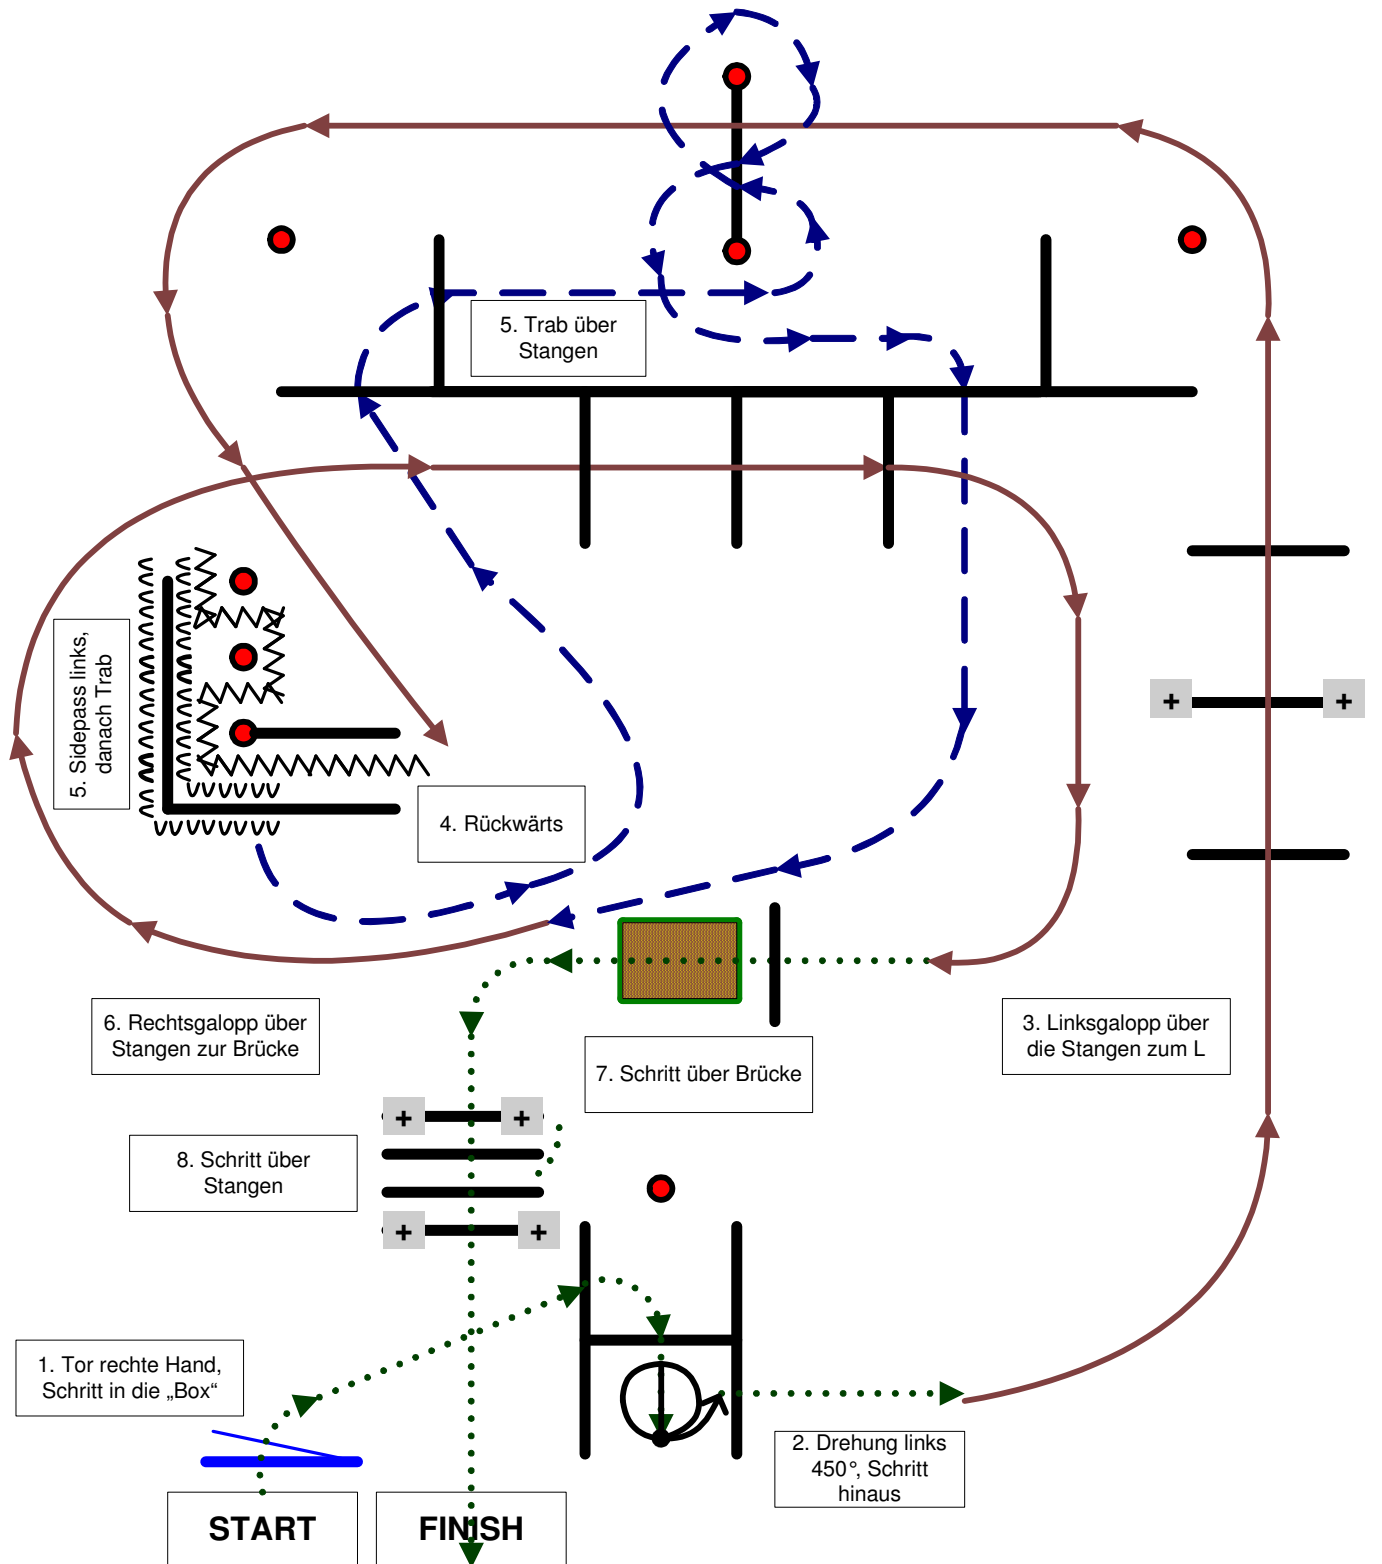 5. Trab über
Stangen
5. Sidepass links,
danach Trab
+
+
4. Rückwärts
6. Rechtsgalopp über
Stangen zur Brücke
3. Linksgalopp über
die Stangen zum L
7. Schritt über Brücke
+
+
8. Schritt über
Stangen
+
+
1. Tor rechte Hand,
Schritt in die „Box“
2. Drehung links
450°, Schritt
hinaus
START
FINISH